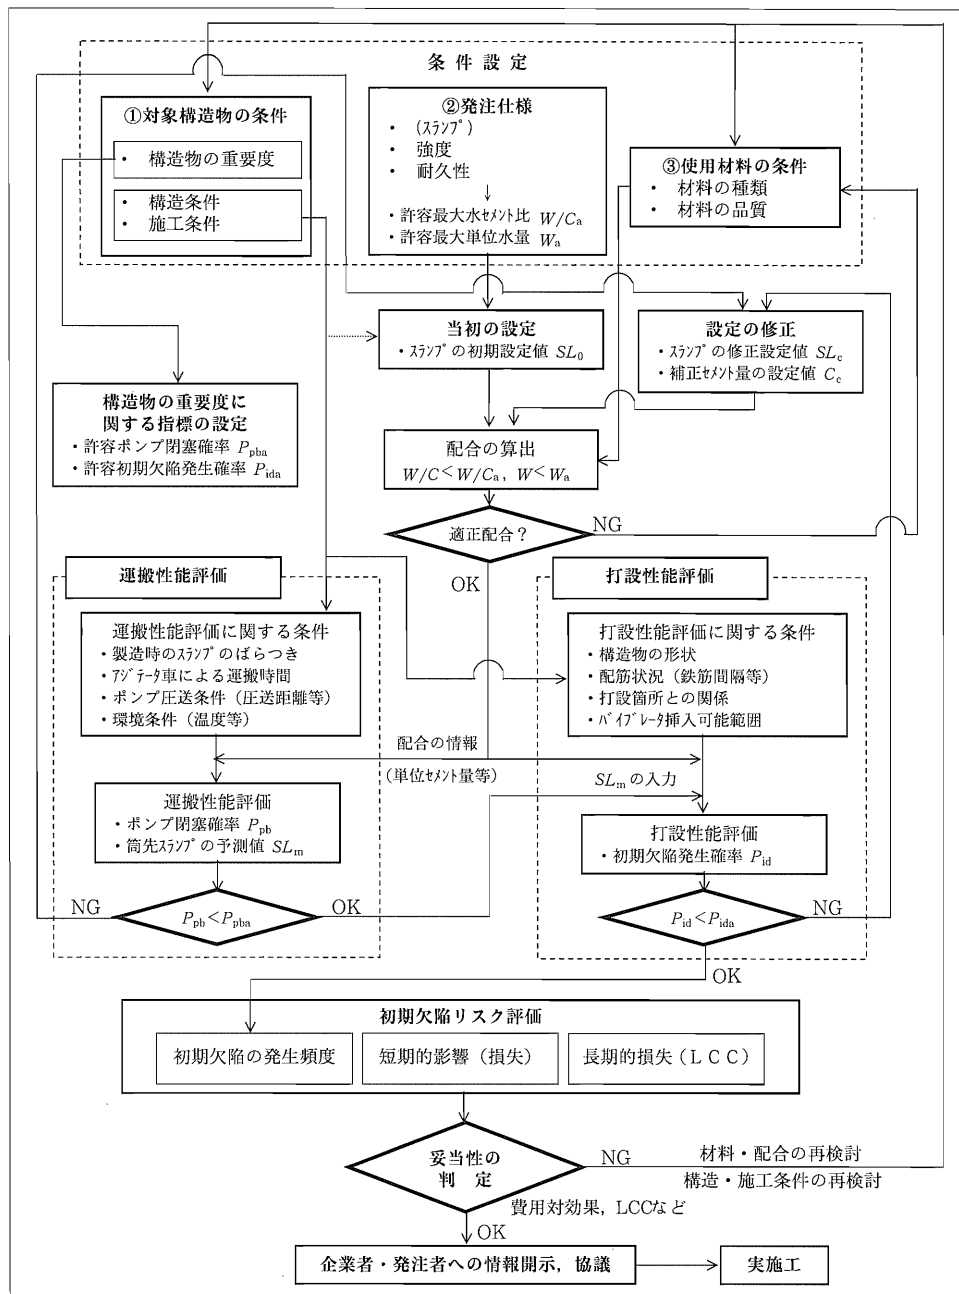 条件設定
①対象構造物の条件
・ 構造物の重要度
・ 構造条件
・ 施工条件
②発注仕様
・ (ｽﾗﾝﾌﾟ)
・ 強度
・ 耐久性
↓
・許容最大水ｾﾒﾝﾄ比 W/Ca
・許容最大単位水量 Wa
③使用材料の条件
・ 材料の種類
・ 材料の品質
当初の設定
・ｽﾗﾝﾌﾟの初期設定値 SL0
設定の修正
・ｽﾗﾝﾌﾟの修正設定値 SLc
・補正ｾﾒﾝﾄ量の設定値 Cc
構造物の重要度に
関する指標の設定
・許容ポンプ閉塞確率 Ppba
・許容初期欠陥発生確率 Pida
配合の算出
W/C＜W/Ca，W＜Wa
適正配合？
NG
OK
運搬性能評価
運搬性能評価に関する条件
・製造時のｽﾗﾝﾌﾟのばらつき
・ｱｼﾞﾃｰﾀ車による運搬時間
・ポンプ圧送条件（圧送距離等）
・環境条件（温度等）
打設性能評価
打設性能評価に関する条件
・構造物の形状
・配筋状況（鉄筋間隔等）
・打設箇所との関係
・ﾊﾞｲﾌﾞﾚｰﾀ挿入可能範囲
配合の情報
(単位ｾﾒﾝﾄ量等)
SLmの入力
運搬性能評価
・ポンプ閉塞確率 Ppb
・筒先ｽﾗﾝﾌﾟの予測値 SLm
打設性能評価
・初期欠陥発生確率 Pid
NG
Ppb＜Ppba
OK
Pid＜Pida
NG
OK
初期欠陥リスク評価
初期欠陥の発生頻度
短期的影響（損失）
長期的損失（ＬＣＣ）
妥当性の
判 定
NG
材料・配合の再検討
構造・施工条件の再検討
費用対効果，LCCなど
OK
企業者・発注者への情報開示，協議
実施工